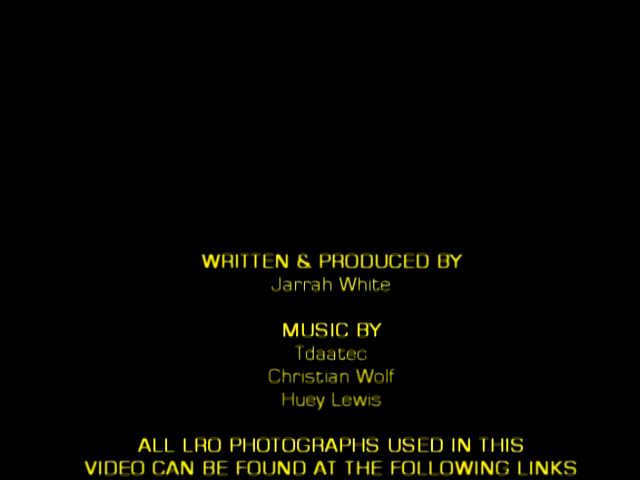 WRITTEN & PRODUCED BY
Jarrah White
MUSIC BY
Tdaatec
Christian Wolf
Huey Lewis
ALL LRO PHOTOGRAPHS USED IN THIS
VIDEO CAN BE FOUND AT THE FOLLOWING LINKS